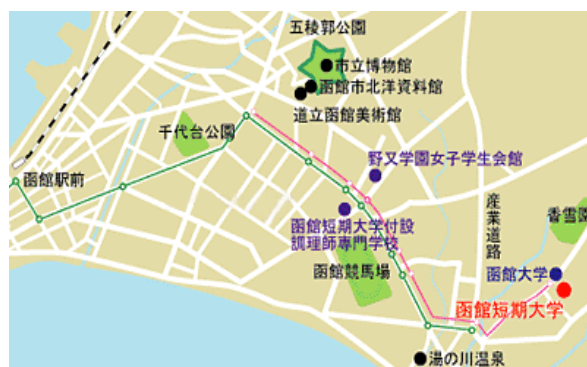 五稜郭公園
市立博物館
函館市北洋資料館
道立函館美術館
千代台公園
野又学園女子学生会館
函館駅前
産業道路
香雪園
函館短期大学付設
調理師専門学校
函館競馬場
函館大学
函館短期大学
湯の川温泉